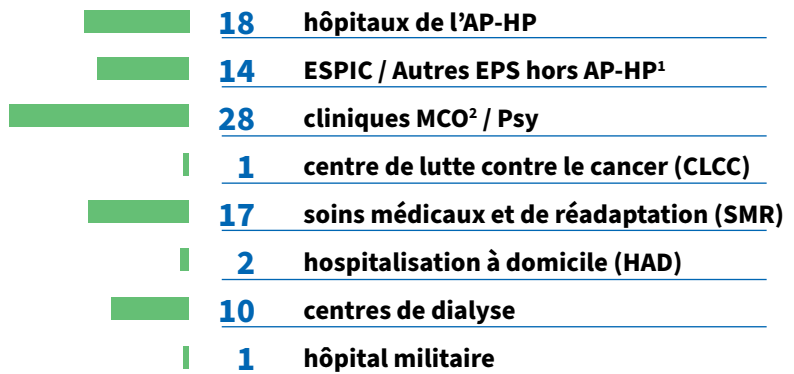 18 hôpitaux de l’AP-HP
14 ESPIC / Autres EPS hors AP-HP¹
28 cliniques MCO² / Psy
1 centre de lutte contre le cancer (CLCC)
17 soins médicaux et de réadaptation (SMR)
2 hospitalisation à domicile (HAD)
10 centres de dialyse
1 hôpital militaire